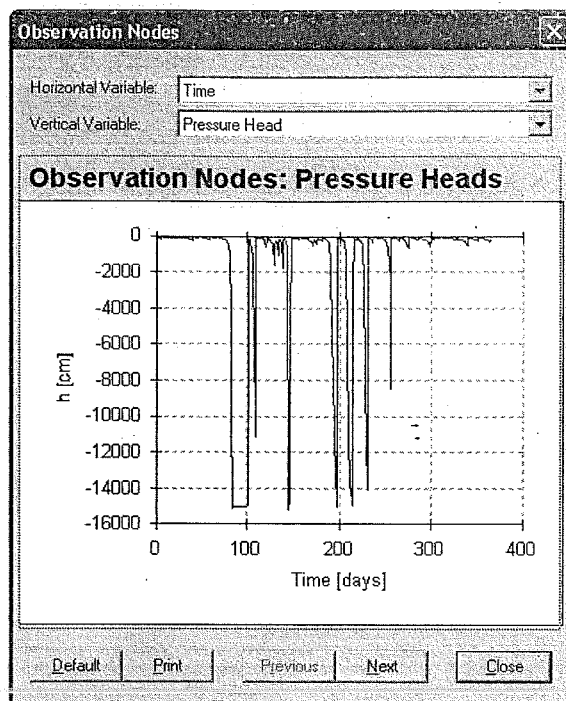 Observation Nodes
Horizontal Variable: Time
Vertical Variable: Pressure Head
Observation Nodes: Pressure Heads
0
-2000
-4000
-6000
-8000
-10000
-12000
-14000
-16000
h [cm]
0 100 200 300 400
Time [days]
Default Print Previous Next Close